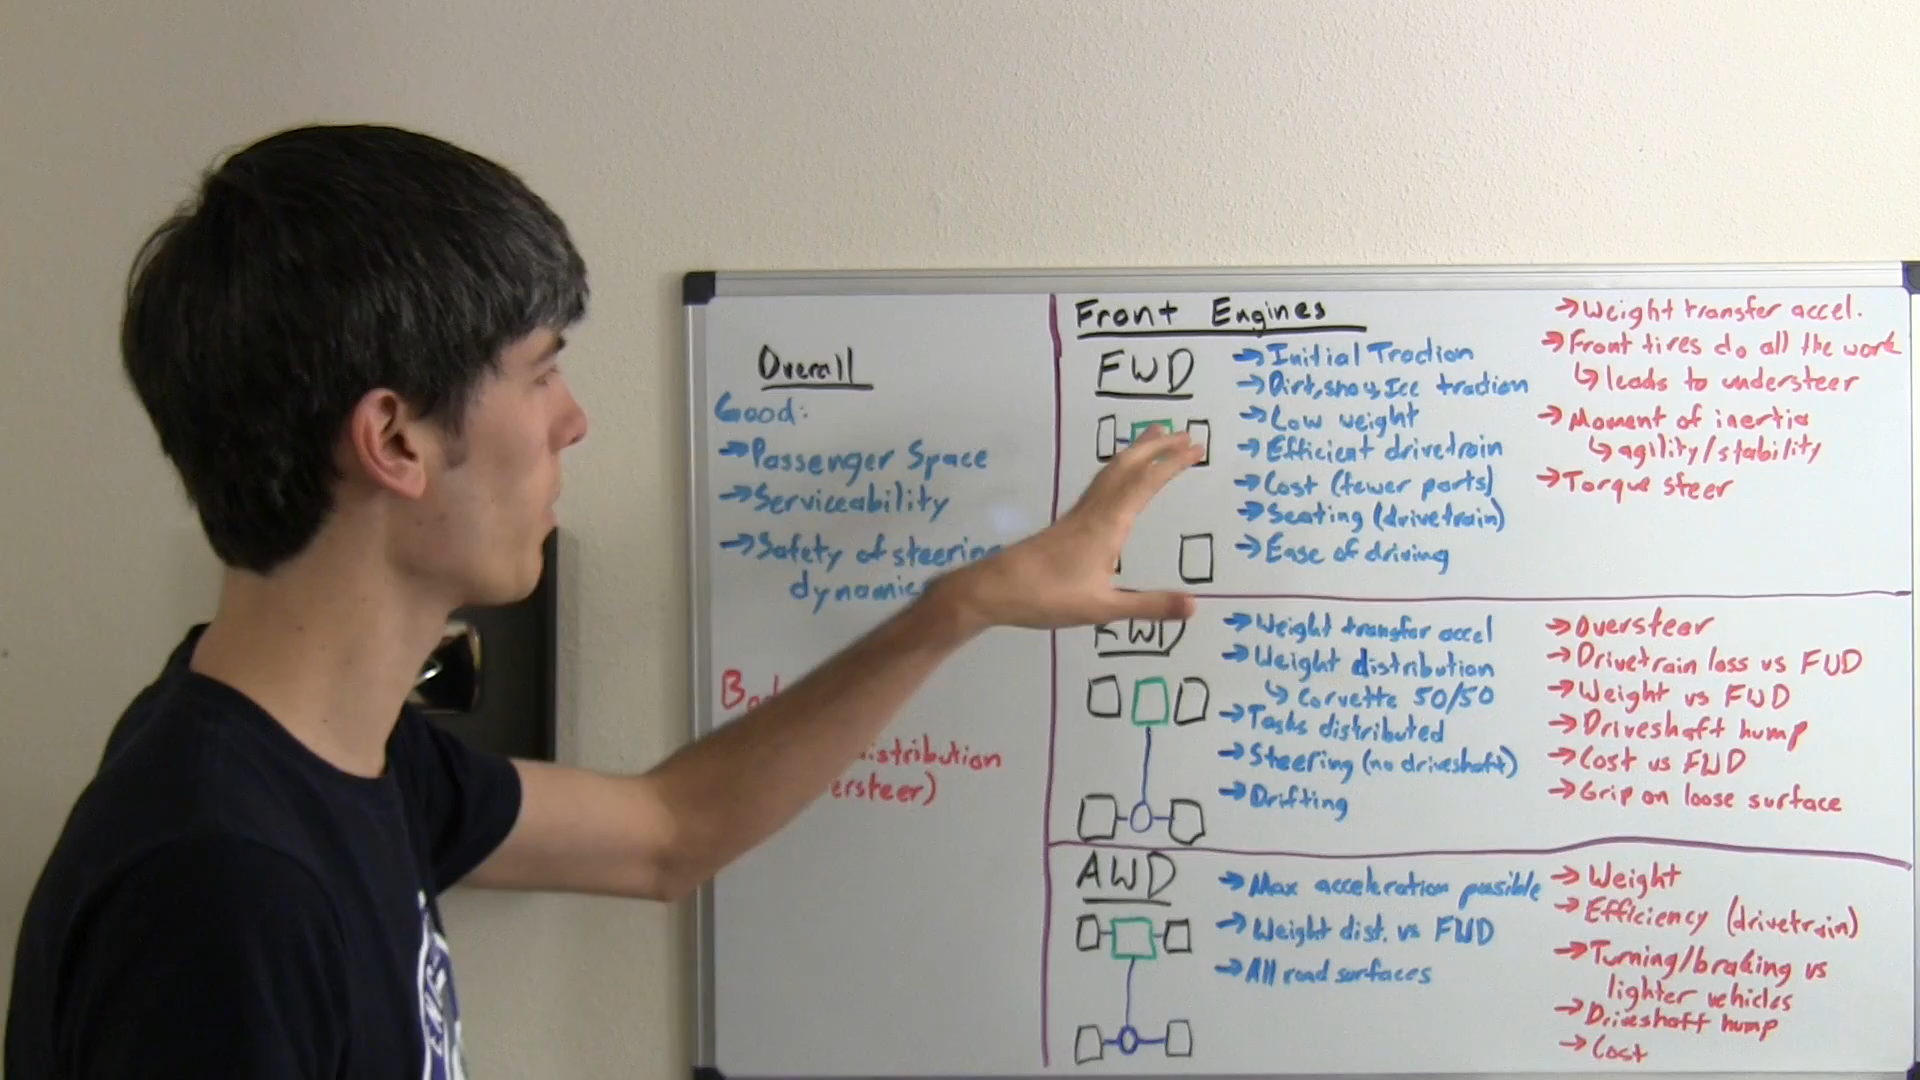 Overall
Good:
→Passenger Space
→Serviceability
→Safety of steering
dynamics
Bad
istribution
ersteer)
Front Engines
FWD
→Initial Traction
→Dirt, snow, Ice traction
→Low weight
→Efficient drivetrain
→Cost (fewer parts)
→Seating (drivetrain)
→Ease of driving
→Weight transfer accel.
→Front tires do all the work
↳leads to understeer
→Moment of inertia
↳agility/stability
→Torque steer
RWD
→Weight transfer accel
→Weight distribution
↳Corvette 50/50
→Tasks distributed
→Steering (no driveshaft)
→Drifting
→Oversteer
→Drivetrain loss vs FWD
→Weight vs FWD
→Driveshaft hump
→Cost vs FWD
→Grip on loose surface
AWD
→Max acceleration possible
→Weight dist. vs FWD
→All road surfaces
→Weight
→Efficiency (drivetrain)
→Turning/braking vs
lighter vehicles
→Driveshaft hump
→Cost